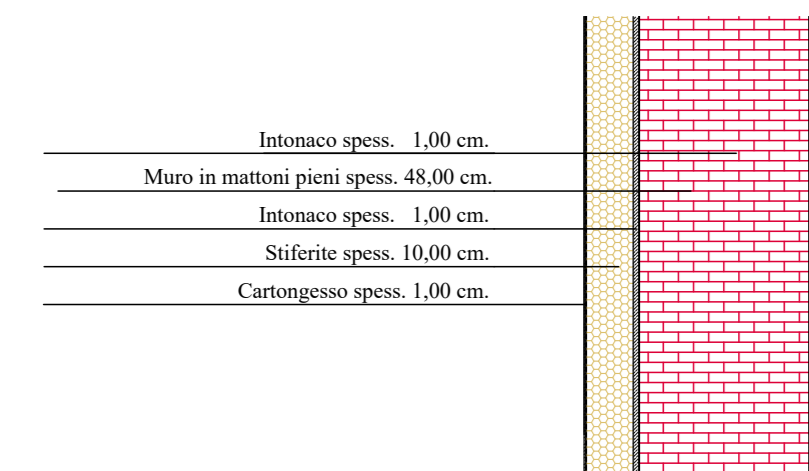 Intonaco spess. 1,00 cm.
Muro in mattoni pieni spess. 48,00 cm.
Intonaco spess. 1,00 cm.
Stiferite spess. 10,00 cm.
Cartongesso spess. 1,00 cm.